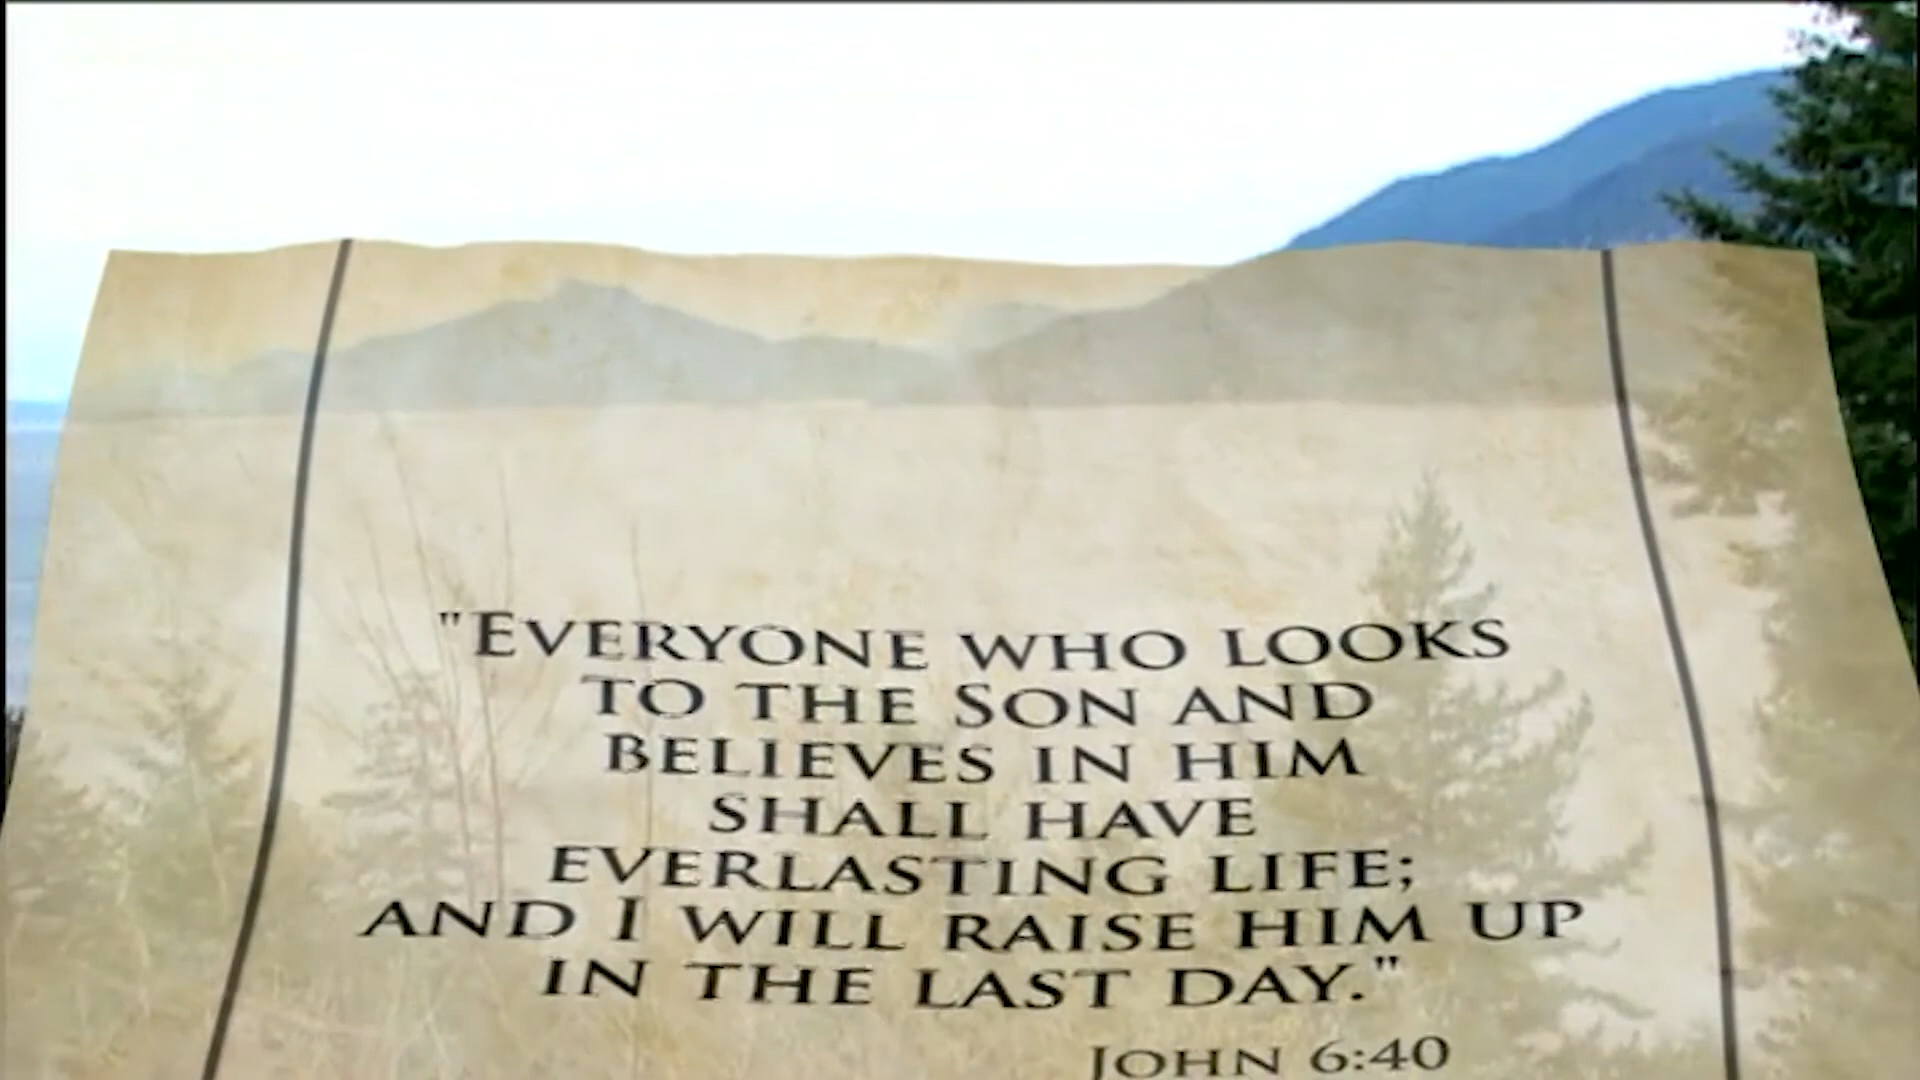 "EVERYONE WHO LOOKS
TO THE SON AND
BELIEVES IN HIM
SHALL HAVE
EVERLASTING LIFE;
AND I WILL RAISE HIM UP
IN THE LAST DAY."
JOHN 6:40